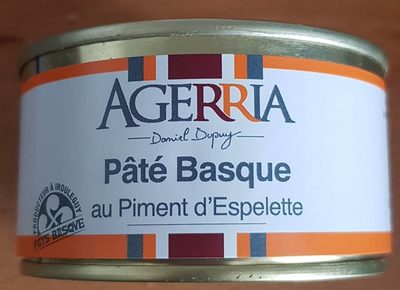 AGERRIA
Daniel Dupuy
Pâté Basque
au Piment d'Espelette
PRODUCTEUR À IROULEGUY
PAYS BASQUE